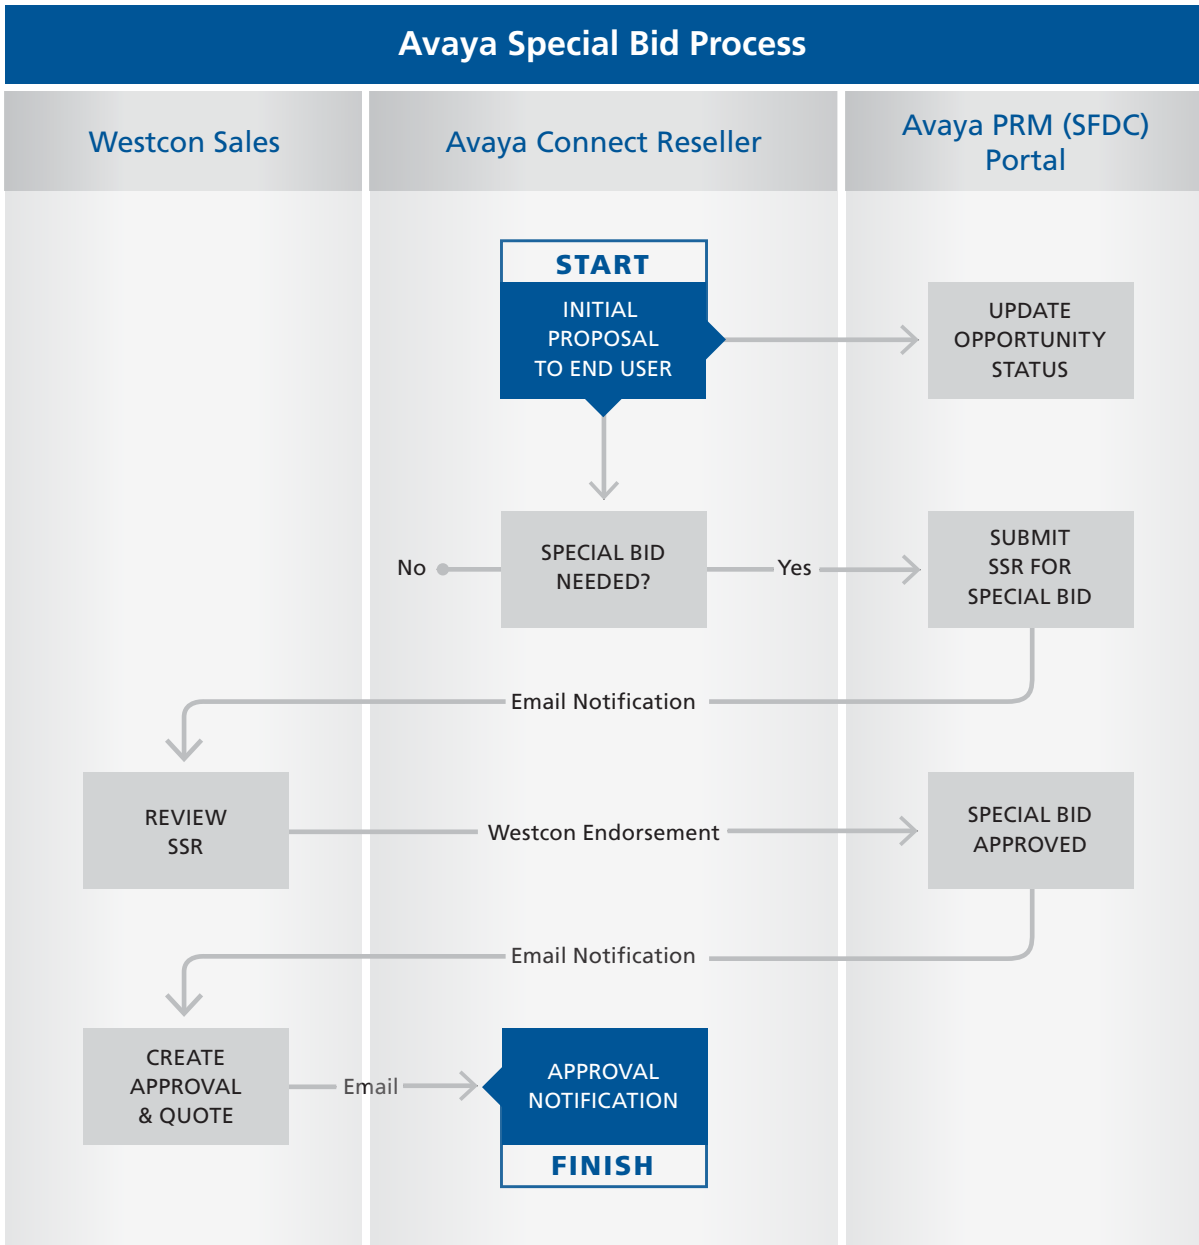 Avaya Special Bid Process
Westcon Sales
Avaya Connect Reseller
Avaya PRM (SFDC)
Portal
START
INITIAL
PROPOSAL
TO END USER
UPDATE
OPPORTUNITY
STATUS
No
SPECIAL BID
NEEDED?
Yes
SUBMIT
SSR FOR
SPECIAL BID
Email Notification
REVIEW
SSR
Westcon Endorsement
SPECIAL BID
APPROVED
Email Notification
CREATE
APPROVAL
& QUOTE
Email
APPROVAL
NOTIFICATION
FINISH